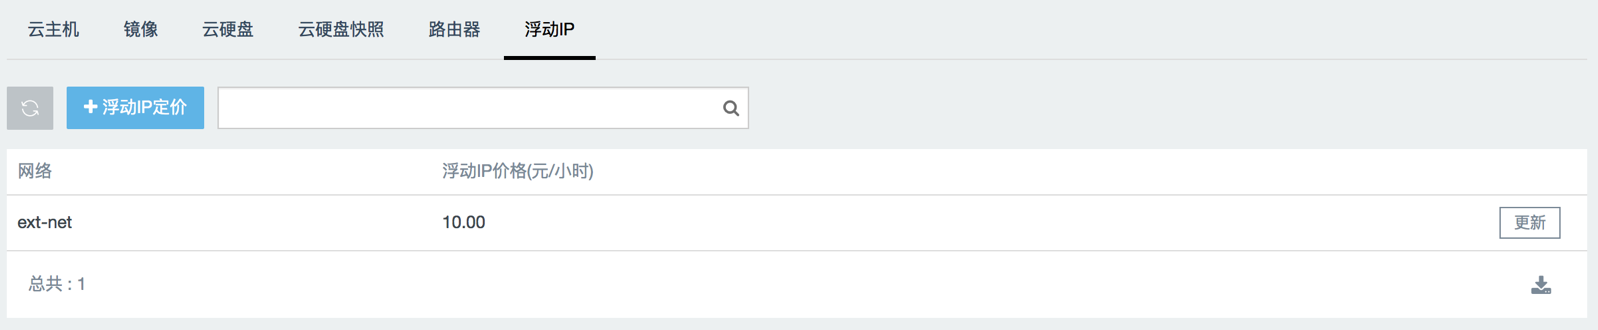 云主机 镜像 云硬盘 云硬盘快照 路由器 浮动IP
浮动IP定价
网络 浮动IP价格(元/小时)
ext-net 10.00 更新
总共 : 1